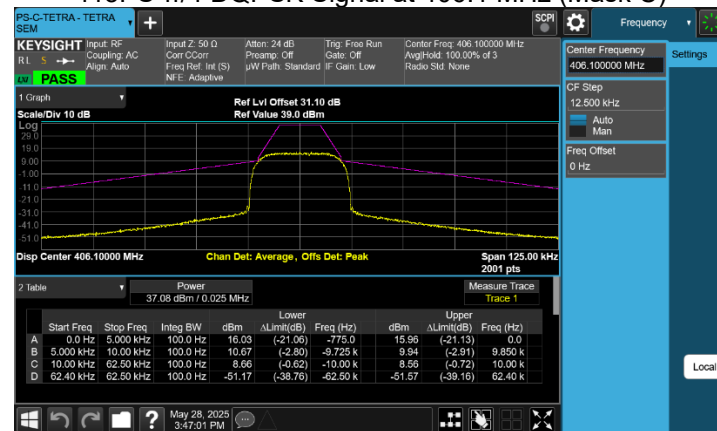 PS-C-TETRA - TETRA
SEM
SCPI
Frequency
KEYSIGHT
Input: RF
Coupling: AC
Align: Auto
Input Z: 50 Ω
Corr CCorr
Freq Ref: Int (S)
NFE: Adaptive
Atten: 24 dB
Preamp: Off
µW Path: Standard
Trig: Free Run
Gate: Off
IF Gain: Low
Center Freq: 406.100000 MHz
Avg|Hold: 100.00% of 3
Radio Std: None
RL S
LXI PASS
Center Frequency
406.100000 MHz
Settings
CF Step
12.500 kHz
Auto
Man
Freq Offset
0 Hz
1 Graph
Scale/Div 10 dB
Ref Lvl Offset 31.10 dB
Ref Value 39.0 dBm
Log
29.0
19.0
9.00
-1.00
-11.0
-21.0
-31.0
-41.0
-51.0
Disp Center 406.10000 MHz
Chan Det: Average, Offs Det: Peak
Span 125.00 kHz
2001 pts
2 Table
Power
37.08 dBm / 0.025 MHz
Measure Trace
Trace 1
Lower Upper
Start Freq Stop Freq Integ BW dBm ΔLimit(dB) Freq (Hz) dBm ΔLimit(dB) Freq (Hz)
A 0.0 Hz 5.000 kHz 100.0 Hz 16.03 (-21.06) -775.0 15.96 (-21.13) 0.0
B 5.000 kHz 10.00 kHz 100.0 Hz 10.67 (-2.80) -9.725 k 9.94 (-2.91) 9.850 k
C 10.00 kHz 62.50 kHz 100.0 Hz 8.66 (-0.62) -10.00 k 8.56 (-0.72) 10.00 k
D 62.40 kHz 62.50 kHz 100.0 Hz -51.17 (-38.76) -62.50 k -51.57 (-39.16) 62.40 k
Local
May 28, 2025
3:47:01 PM